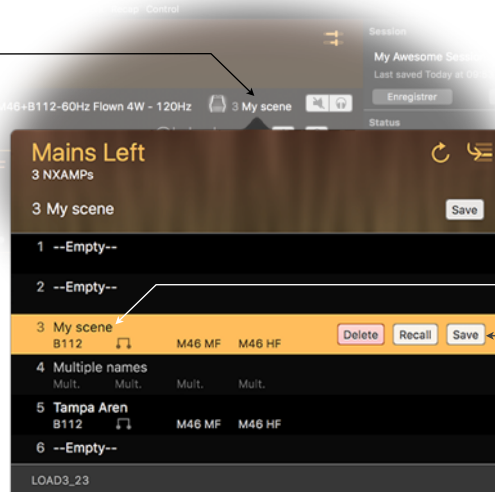 Control
Session
My Awesome
Last saved Today at
M46+B112-60Hz Flown 4W - 120Hz 3 My scene
Enregistrer
Status
Mains Left
3 NXAMPs
3 My scene Save
1 --Empty--
2 --Empty--
3 My scene
B112 M46 MF M46 HF Delete Recall Save
4 Multiple names
Mult. Mult. Mult. Mult.
5 Tampa Aren
B112 M46 MF M46 HF
6 --Empty--
LOAD3_23